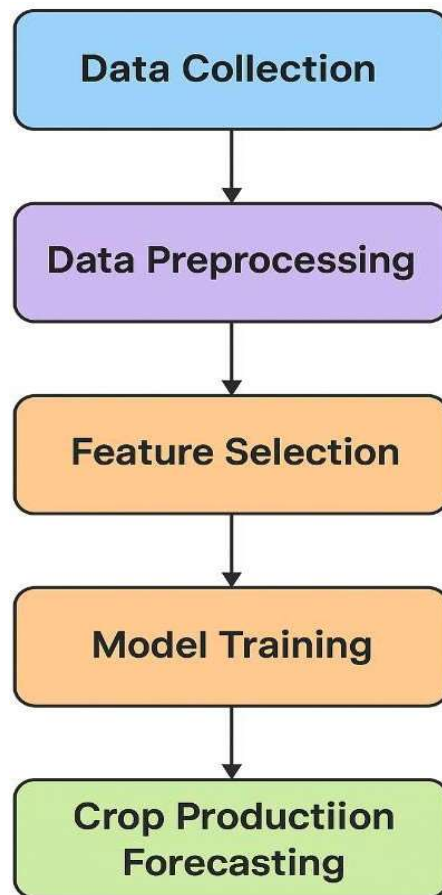 Data Collection
Data Preprocessing
Feature Selection
Model Training
Crop Productiion
Forecasting